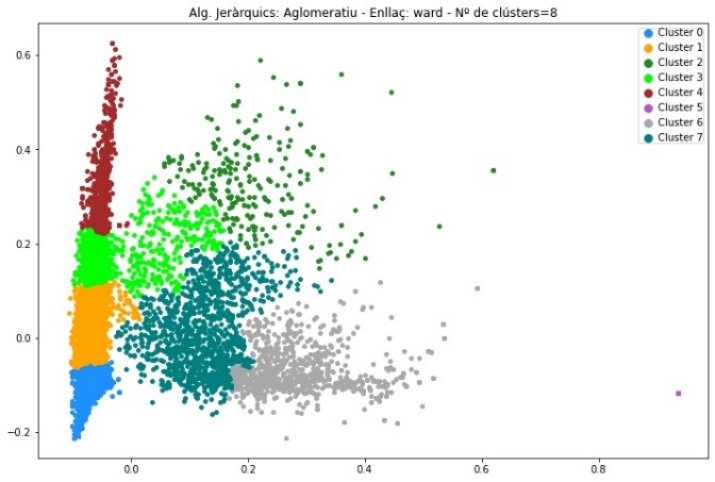 Alg. Jeràrquics: Aglomeratiu - Enllaç: ward - Nº de clústers=8
Cluster 0
Cluster 1
Cluster 2
Cluster 3
Cluster 4
Cluster 5
Cluster 6
Cluster 7
0.6
0.4
0.2
0.0
−0.2
0.0 0.2 0.4 0.6 0.8